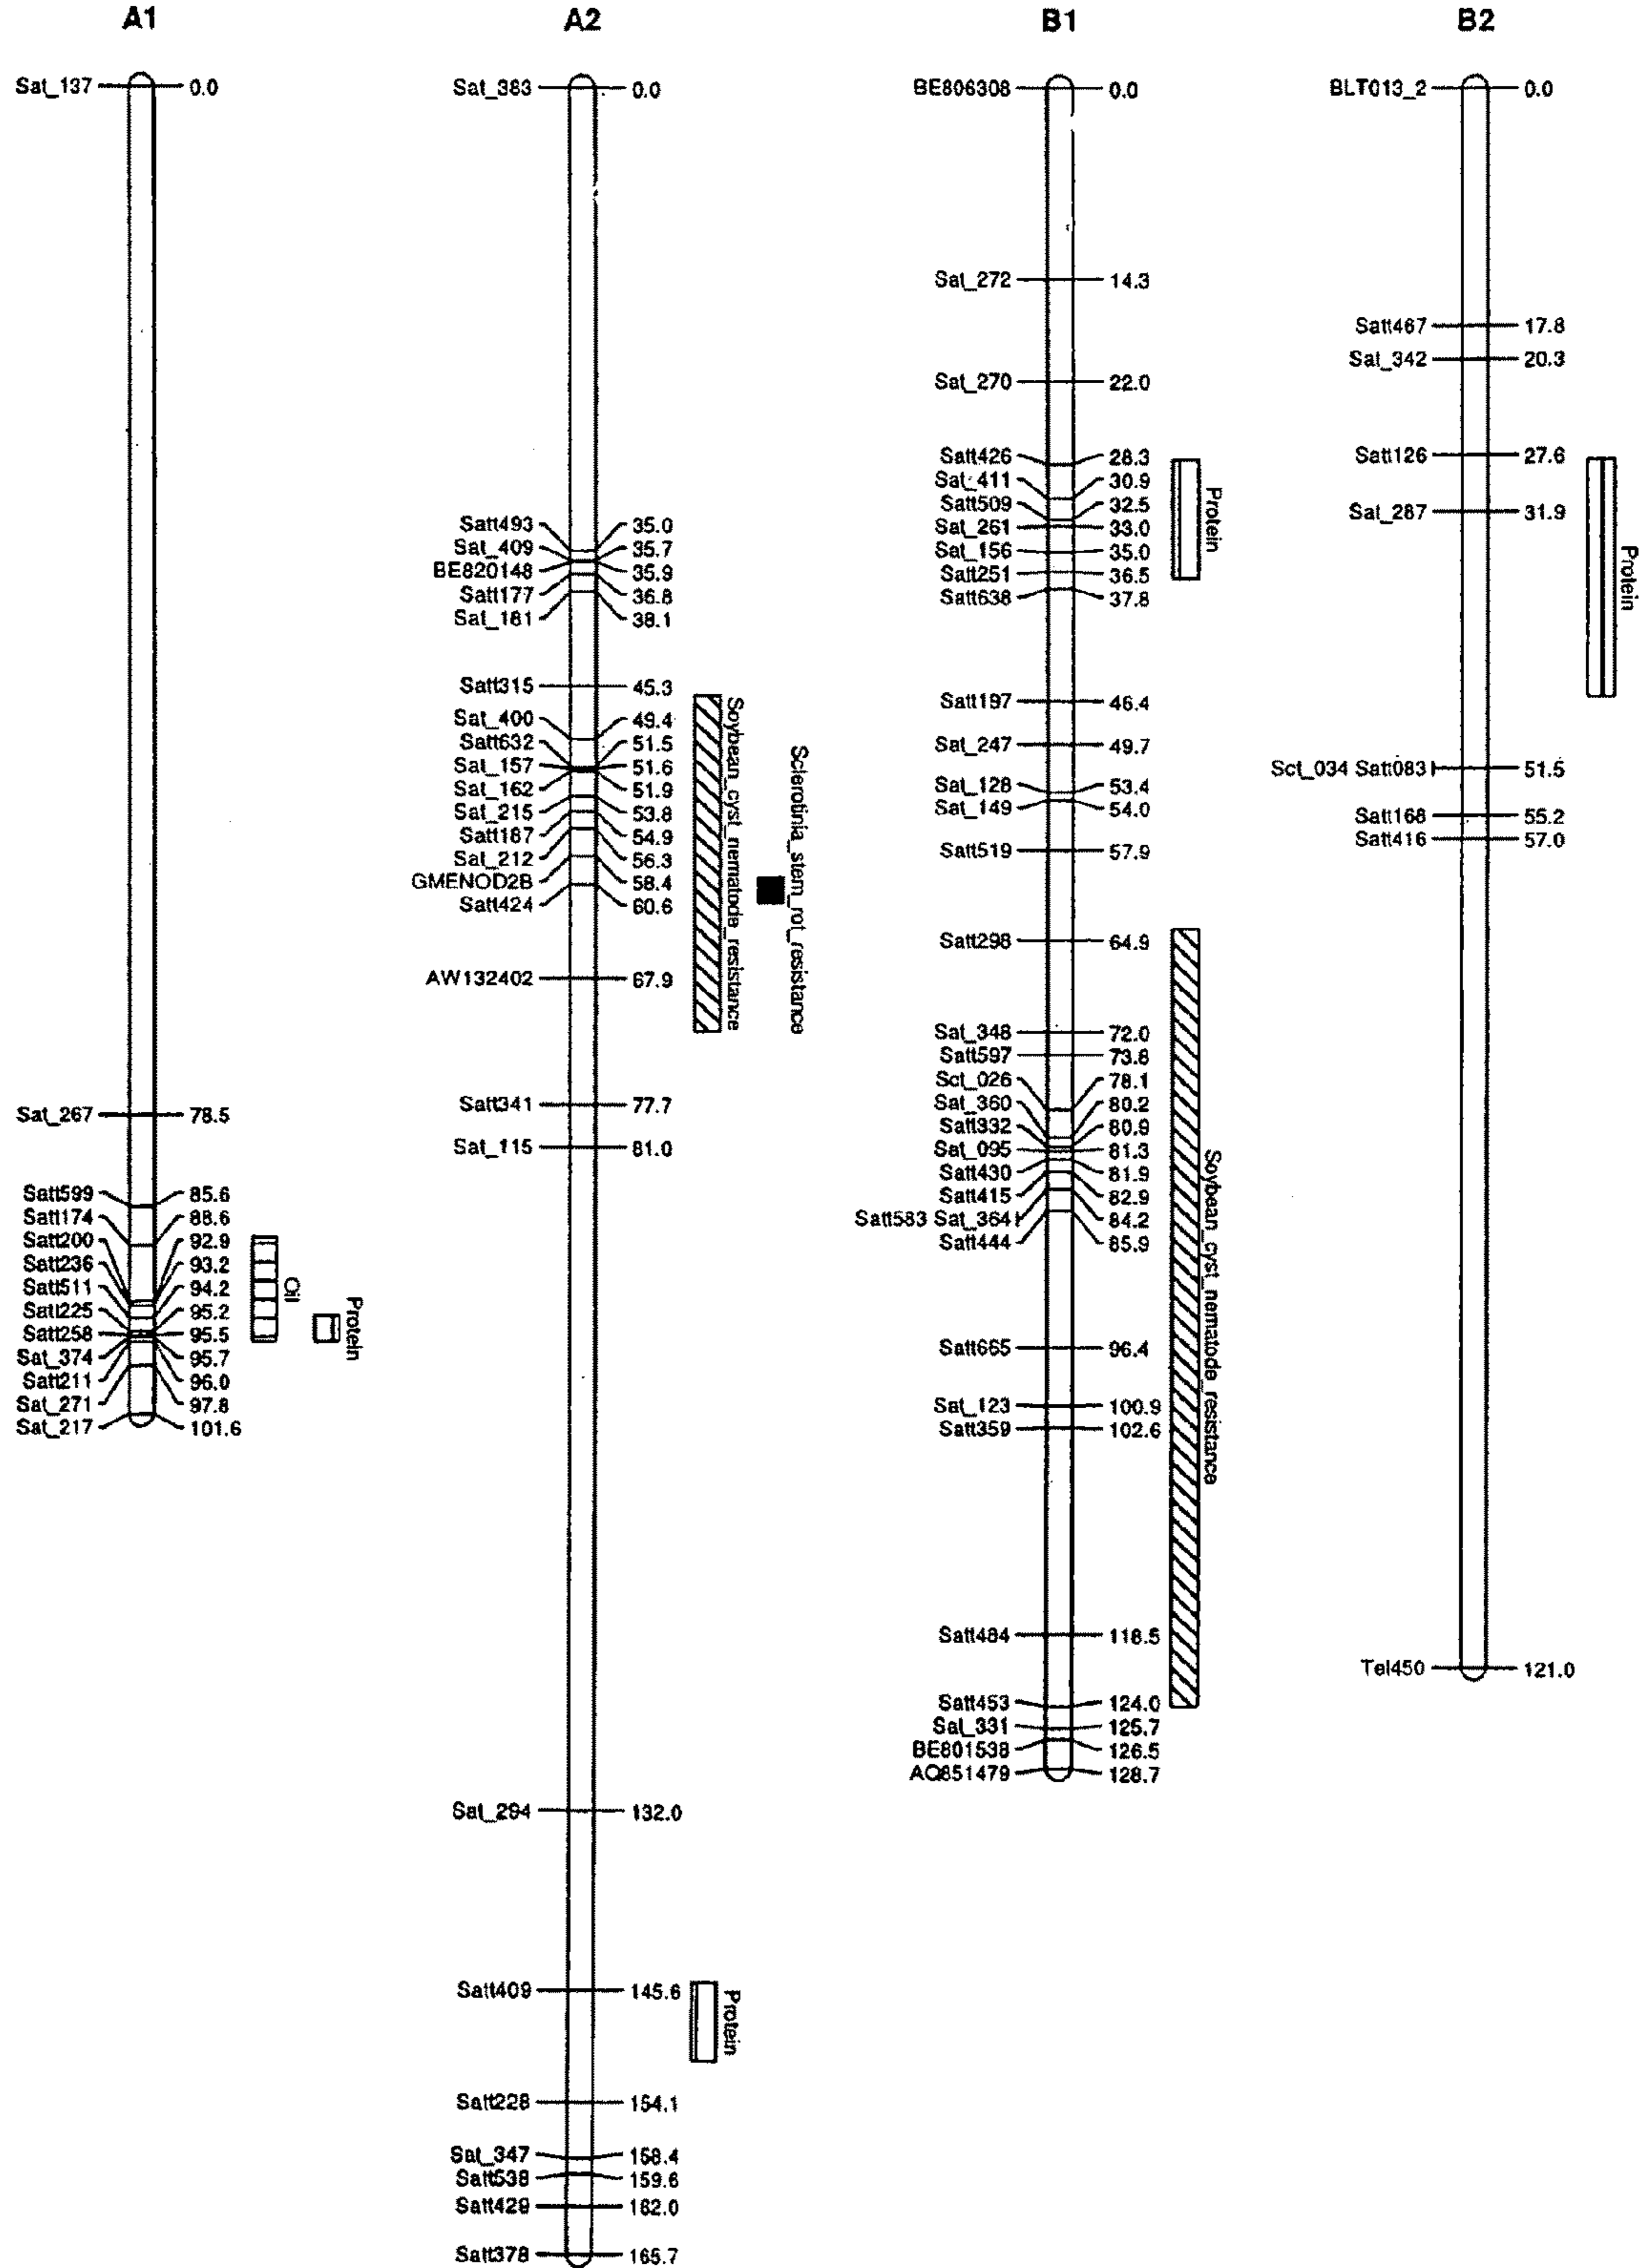 A1
Sat_137 0.0
Sat_267 78.5
Satt599 85.6
Satt174 88.6
Satt200 92.9
Satt236 93.2
Satt511 94.2
Satt225 95.2
Satt258 95.5
Sat_374 95.7
Satt211 96.0
Sat_271 97.8
Sat_217 101.6
Oil
Protein
A2
Sat_383 0.0
Satt493 35.0
Sat_409 35.7
BE820148 35.9
Satt177 36.8
Sat_181 38.1
Satt315 45.3
Sat_400 49.4
Satt632 51.5
Sat_157 51.6
Sat_162 51.9
Sat_215 53.8
Satt187 54.9
Sat_212 56.3
GMENOD2B 58.4
Satt424 60.6
AW132402 67.9
Satt341 77.7
Sat_115 81.0
Sat_294 132.0
Satt409 145.6
Satt228 154.1
Sat_347 158.4
Satt538 159.6
Satt429 162.0
Satt378 165.7
Soybean_cyst_nematode_resistance
Sclerotinia_stem_rot_resistance
Protein
B1
BE806308 0.0
Sat_272 14.3
Sat_270 22.0
Satt426 28.3
Sat_411 30.9
Satt509 32.5
Sat_261 33.0
Sat_156 35.0
Satt251 36.5
Satt638 37.8
Satt197 46.4
Sat_247 49.7
Sat_128 53.4
Sat_149 54.0
Satt519 57.9
Satt298 64.9
Sat_348 72.0
Satt597 73.8
Sct_026 78.1
Sat_360 80.2
Satt332 80.9
Sat_095 81.3
Satt430 81.9
Satt415 82.9
Satt583 Sat_364 84.2
Satt444 85.9
Satt665 96.4
Sat_123 100.9
Satt359 102.6
Satt484 118.5
Satt453 124.0
Sat_331 125.7
BE801538 126.5
AQ851479 128.7
Protein
Soybean_cyst_nematode_resistance
B2
BLT013_2 0.0
Satt467 17.8
Sat_342 20.3
Satt126 27.6
Sat_287 31.9
Sct_034 Satt083 51.5
Satt168 55.2
Satt416 57.0
Tel450 121.0
Protein